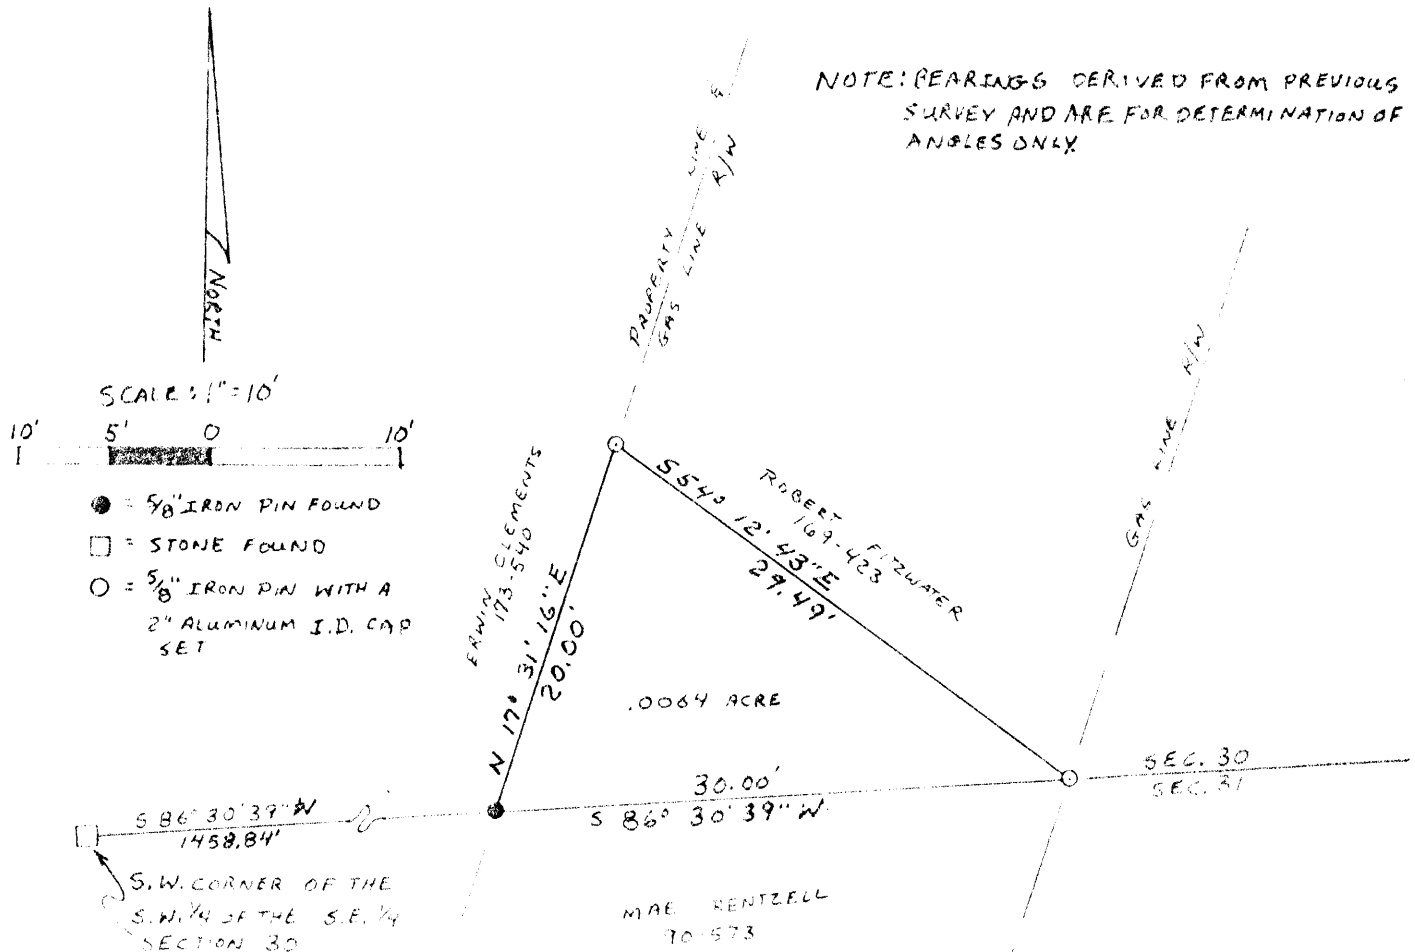 NOTE: BEARINGS DERIVED FROM PREVIOUS
SURVEY AND ARE FOR DETERMINATION OF
ANGLES ONLY.
NORTH
SCALE: 1"=10'
10' 5' 0 10'
= 5/8" IRON PIN FOUND
= STONE FOUND
= 5/8" IRON PIN WITH A
2" ALUMINUM I.D. CAP
SET
PROPERTY LINE &
GAS LINE R/W
GAS LINE R/W
ERWIN CLEMENTS
173-540
N 17° 31' 16" E
20.00'
ROBERT FITZWATER
169-423
S 54° 12' 43" E
29.49'
.0064 ACRE
30.00'
S 86° 30' 39" W
SEC. 30
SEC. 31
S 86° 30' 39" W
1458.84'
S.W. CORNER OF THE
S.W. 1/4 OF THE S.E. 1/4
SECTION 30
MAE RENTZELL
90-573